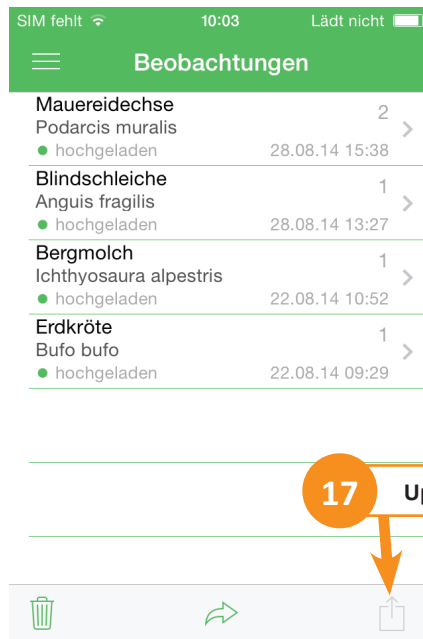 SIM fehlt 10:03 Lädt nicht
Beobachtungen
Mauereidechse 2
Podarcis muralis
hochgeladen 28.08.14 15:38
Blindschleiche 1
Anguis fragilis
hochgeladen 28.08.14 13:27
Bergmolch 1
Ichthyosaura alpestris
hochgeladen 22.08.14 10:52
Erdkröte 1
Bufo bufo
hochgeladen 22.08.14 09:29
17